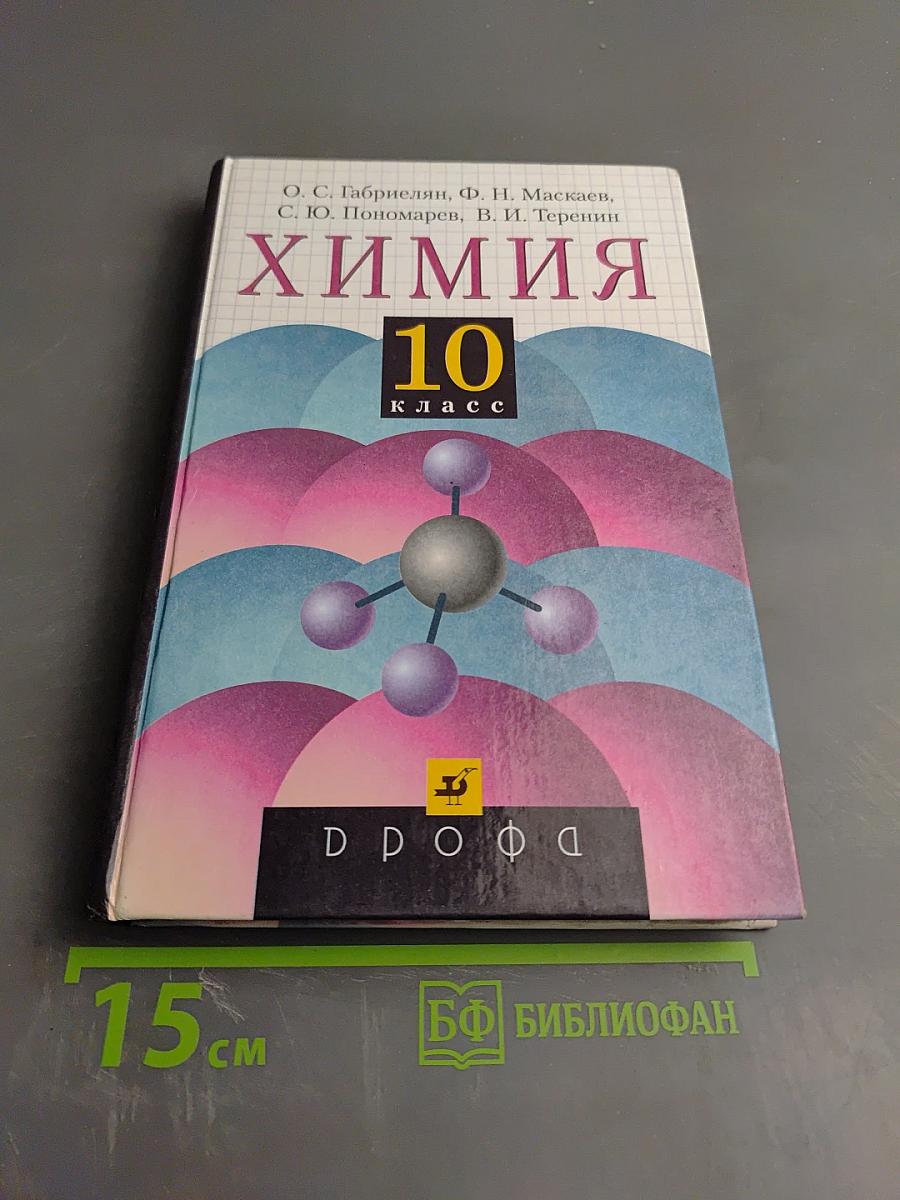 О. С. Габриелян, Ф. Н. Маскаев,
С. Ю. Пономарев, В. И. Теренин
ХИМИЯ
10
класс
дрофа
15 см
БФ БИБЛИОФАН